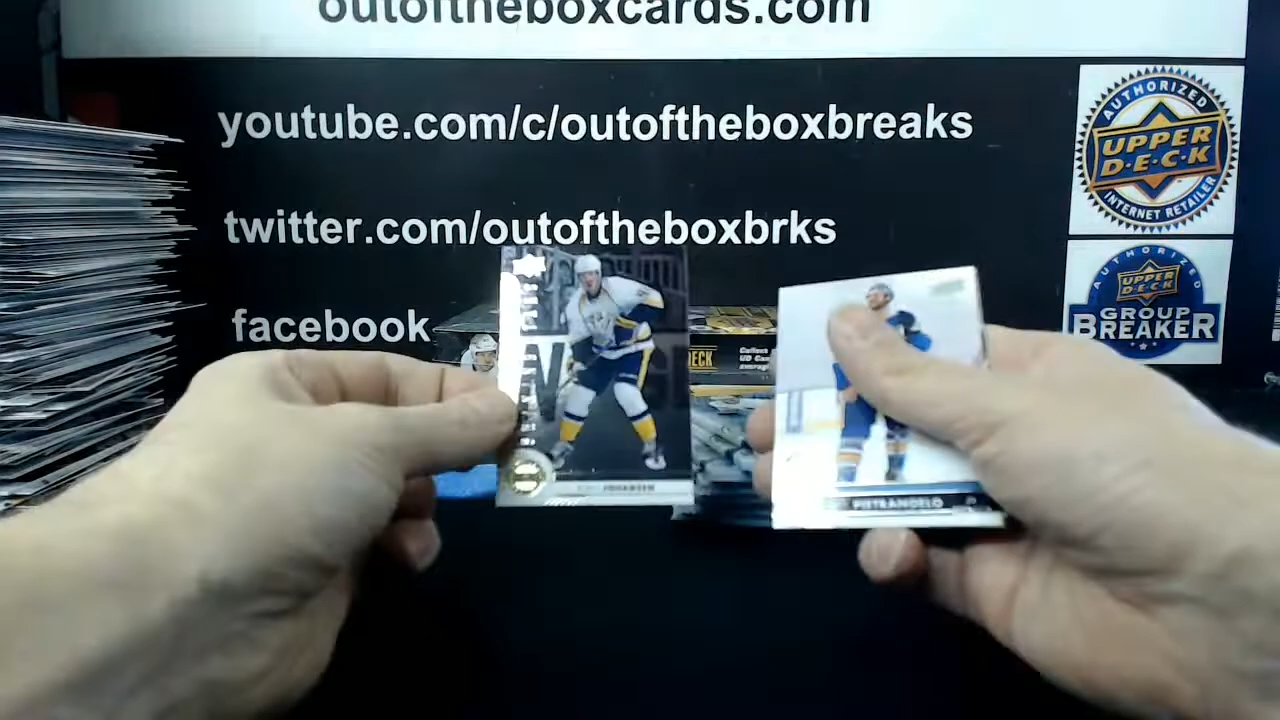 outoftheboxcards.com
youtube.com/c/outoftheboxbreaks
twitter.com/outoftheboxbrks
facebook
AUTHORIZED
UPPER
D·E·C·K
INTERNET RETAILER
AUTHORIZED
UPPER
D·E·C·K
GROUP
BREAKER
DECK
JOHANSEN
PIETRANGELO